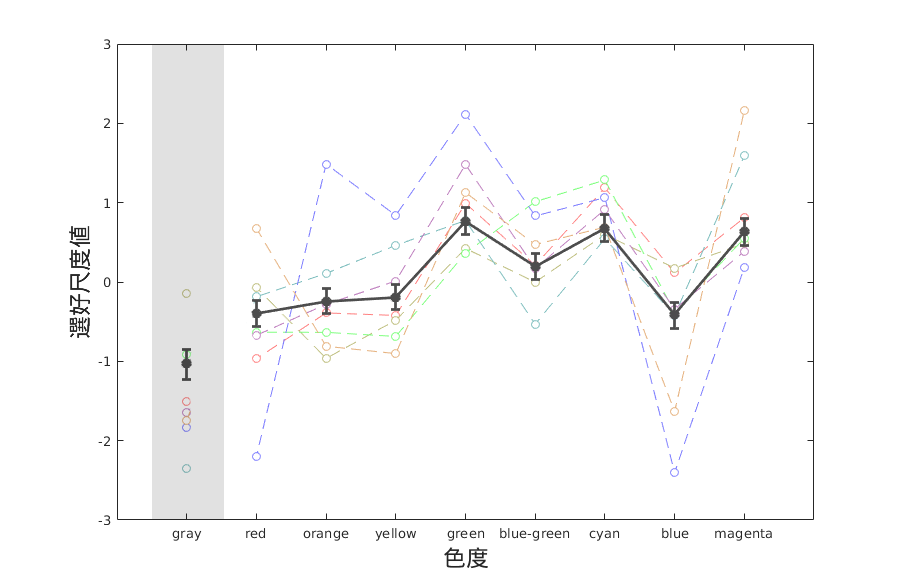 3
2
1
0
-1
-2
-3
選好尺度値
gray red orange yellow green blue-green cyan blue magenta
色度